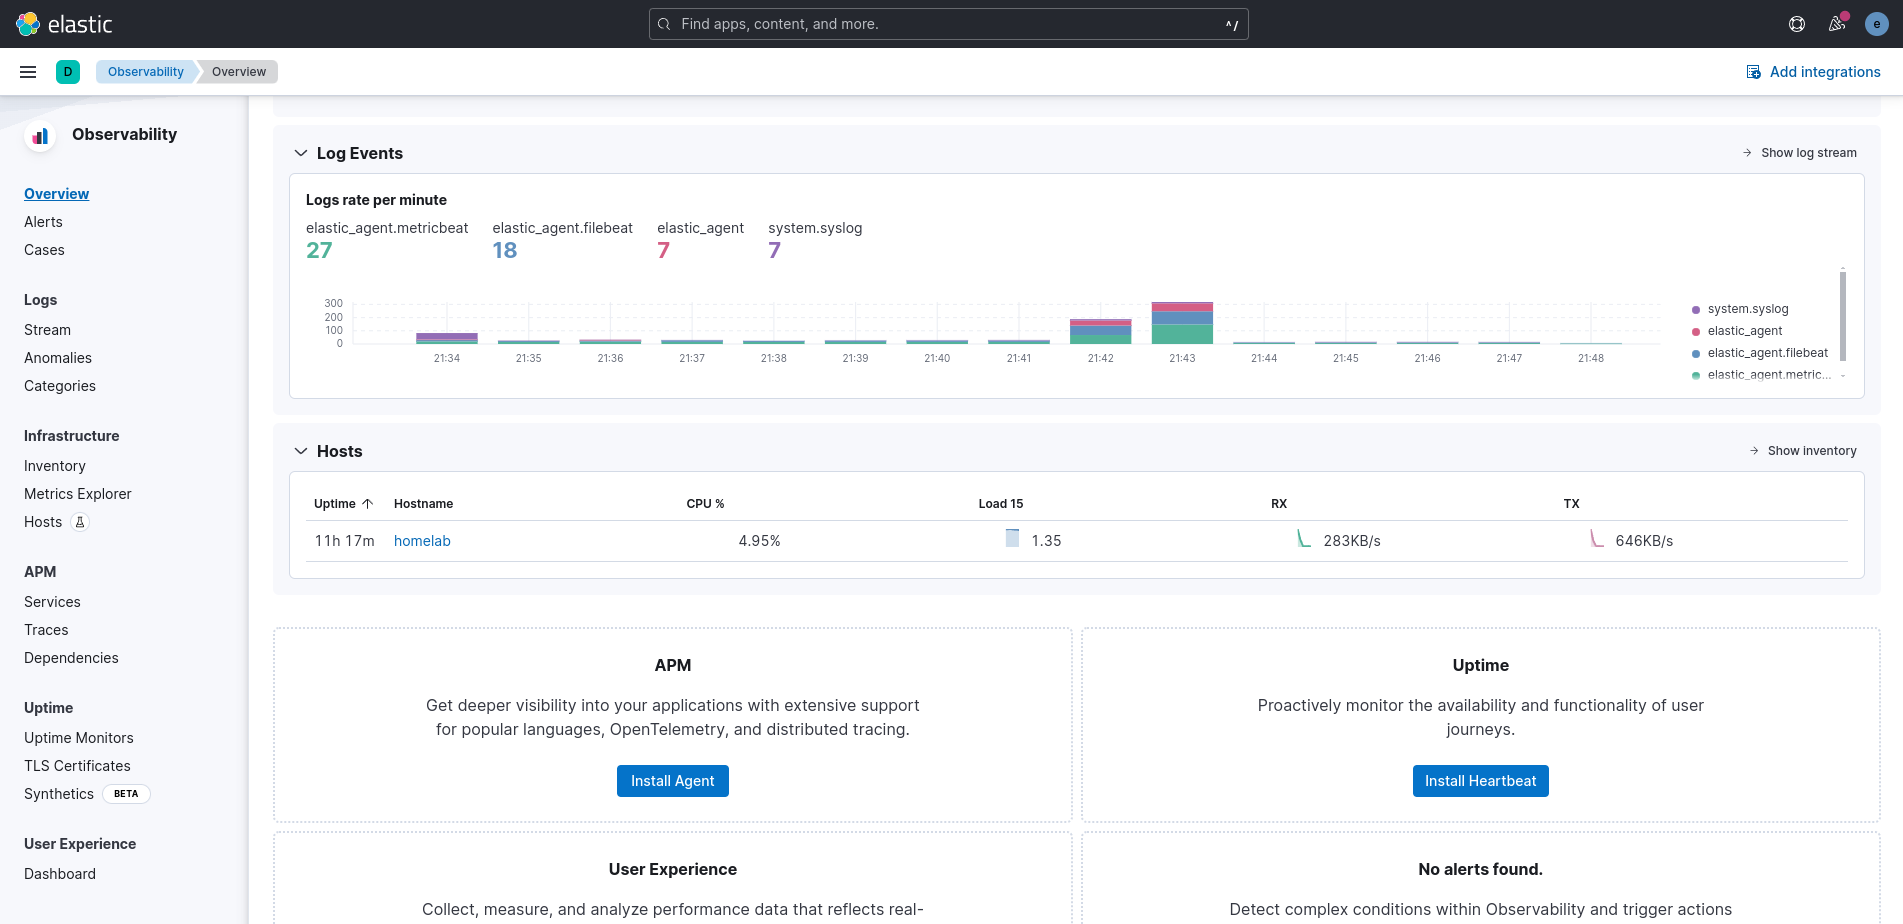 elastic
Find apps, content, and more.
^/
e
D
Observability
Overview
Add integrations
Observability
Overview
Alerts
Cases
Logs
Stream
Anomalies
Categories
Infrastructure
Inventory
Metrics Explorer
Hosts
APM
Services
Traces
Dependencies
Uptime
Uptime Monitors
TLS Certificates
Synthetics BETA
User Experience
Dashboard
Log Events
Show log stream
Logs rate per minute
elastic_agent.metricbeat elastic_agent.filebeat elastic_agent system.syslog
27 18 7 7
300
200
100
0
21:34 21:35 21:36 21:37 21:38 21:39 21:40 21:41 21:42 21:43 21:44 21:45 21:46 21:47 21:48
system.syslog
elastic_agent
elastic_agent.filebeat
elastic_agent.metric...
Hosts
Show inventory
Uptime Hostname CPU % Load 15 RX TX
11h 17m homelab 4.95% 1.35 283KB/s 646KB/s
APM
Get deeper visibility into your applications with extensive support
for popular languages, OpenTelemetry, and distributed tracing.
Install Agent
Uptime
Proactively monitor the availability and functionality of user
journeys.
Install Heartbeat
User Experience
Collect, measure, and analyze performance data that reflects real-
No alerts found.
Detect complex conditions within Observability and trigger actions